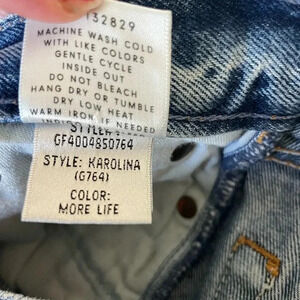 132829
MACHINE WASH COLD
WITH LIKE COLORS
GENTLE CYCLE
INSIDE OUT
DO NOT BLEACH
HANG DRY OR TUMBLE
DRY LOW HEAT
WARM IRON IF NEEDED
GF4004850764
STYLE: KAROLINA
(G764)
COLOR:
MORE LIFE